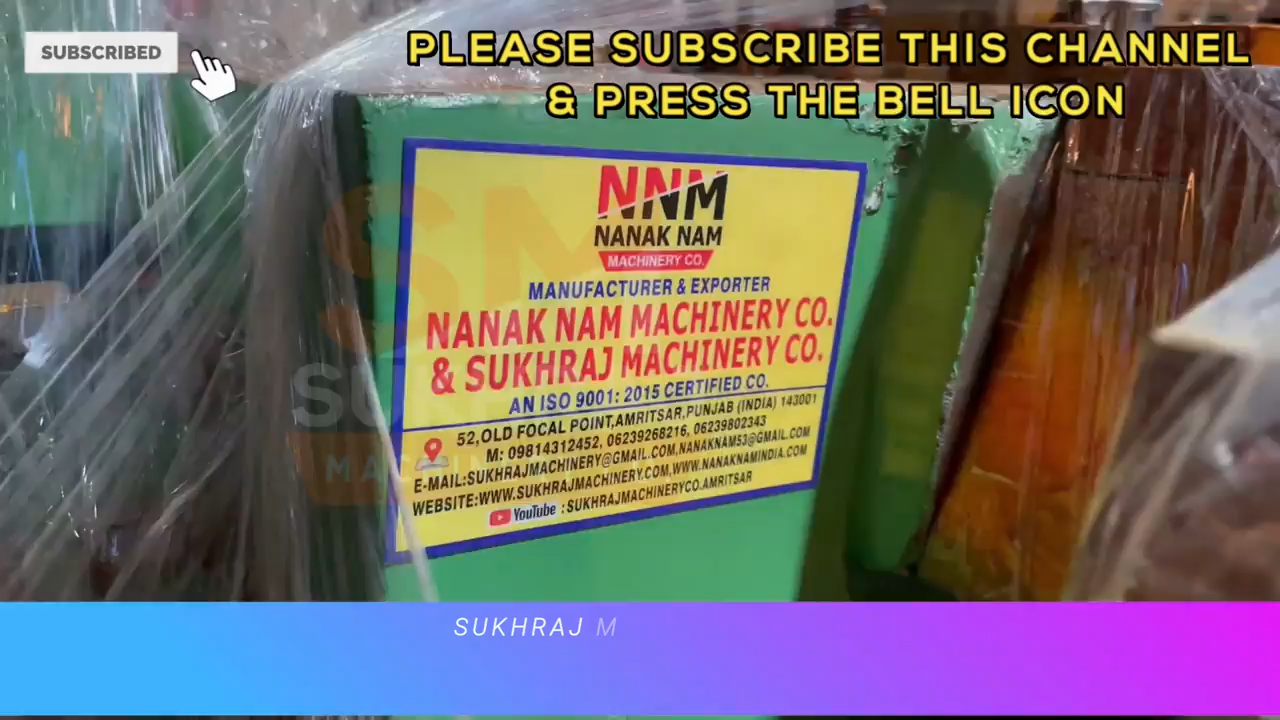 SUBSCRIBED
PLEASE SUBSCRIBE THIS CHANNEL
& PRESS THE BELL ICON
NNM
NANAK NAM
MACHINERY CO.
MANUFACTURER & EXPORTER
NANAK NAM MACHINERY CO.
& SUKHRAJ MACHINERY CO.
AN ISO 9001: 2015 CERTIFIED CO.
52,OLD FOCAL POINT,AMRITSAR,PUNJAB (INDIA) 143001
M: 09814312452, 06239268216, 06239802343
E-MAIL:SUKHRAJMACHINERY@GMAIL.COM,NANAKNAM53@GMAIL.COM
WEBSITE:WWW.SUKHRAJMACHINERY.COM,WWW.NANAKNAMINDIA.COM
YouTube :SUKHRAJMACHINERYCO.AMRITSAR
SUKHRAJ M